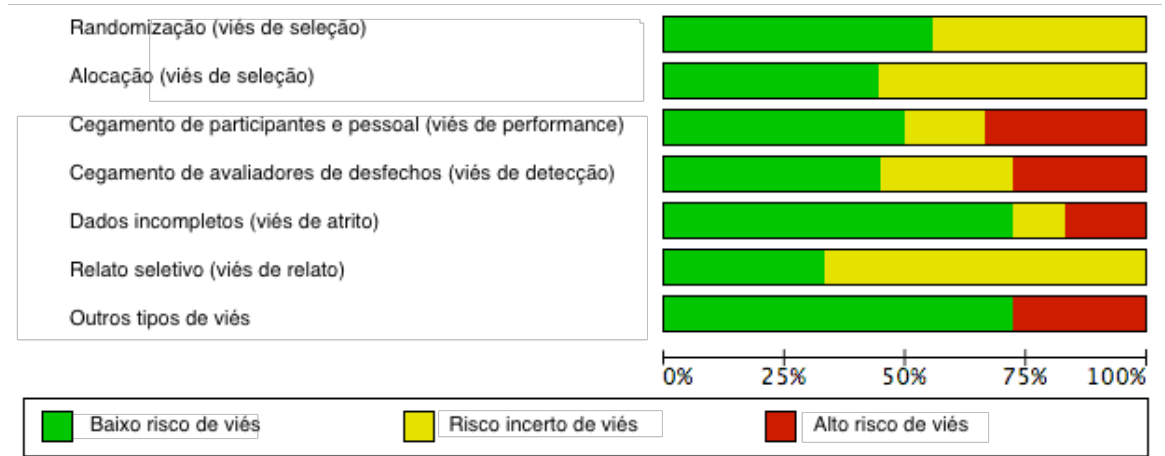 Randomização (viés de seleção)
Alocação (viés de seleção)
Cegamento de participantes e pessoal (viés de performance)
Cegamento de avaliadores de desfechos (viés de detecção)
Dados incompletos (viés de atrito)
Relato seletivo (viés de relato)
Outros tipos de viés
0% 25% 50% 75% 100%
Baixo risco de viés Risco incerto de viés Alto risco de viés